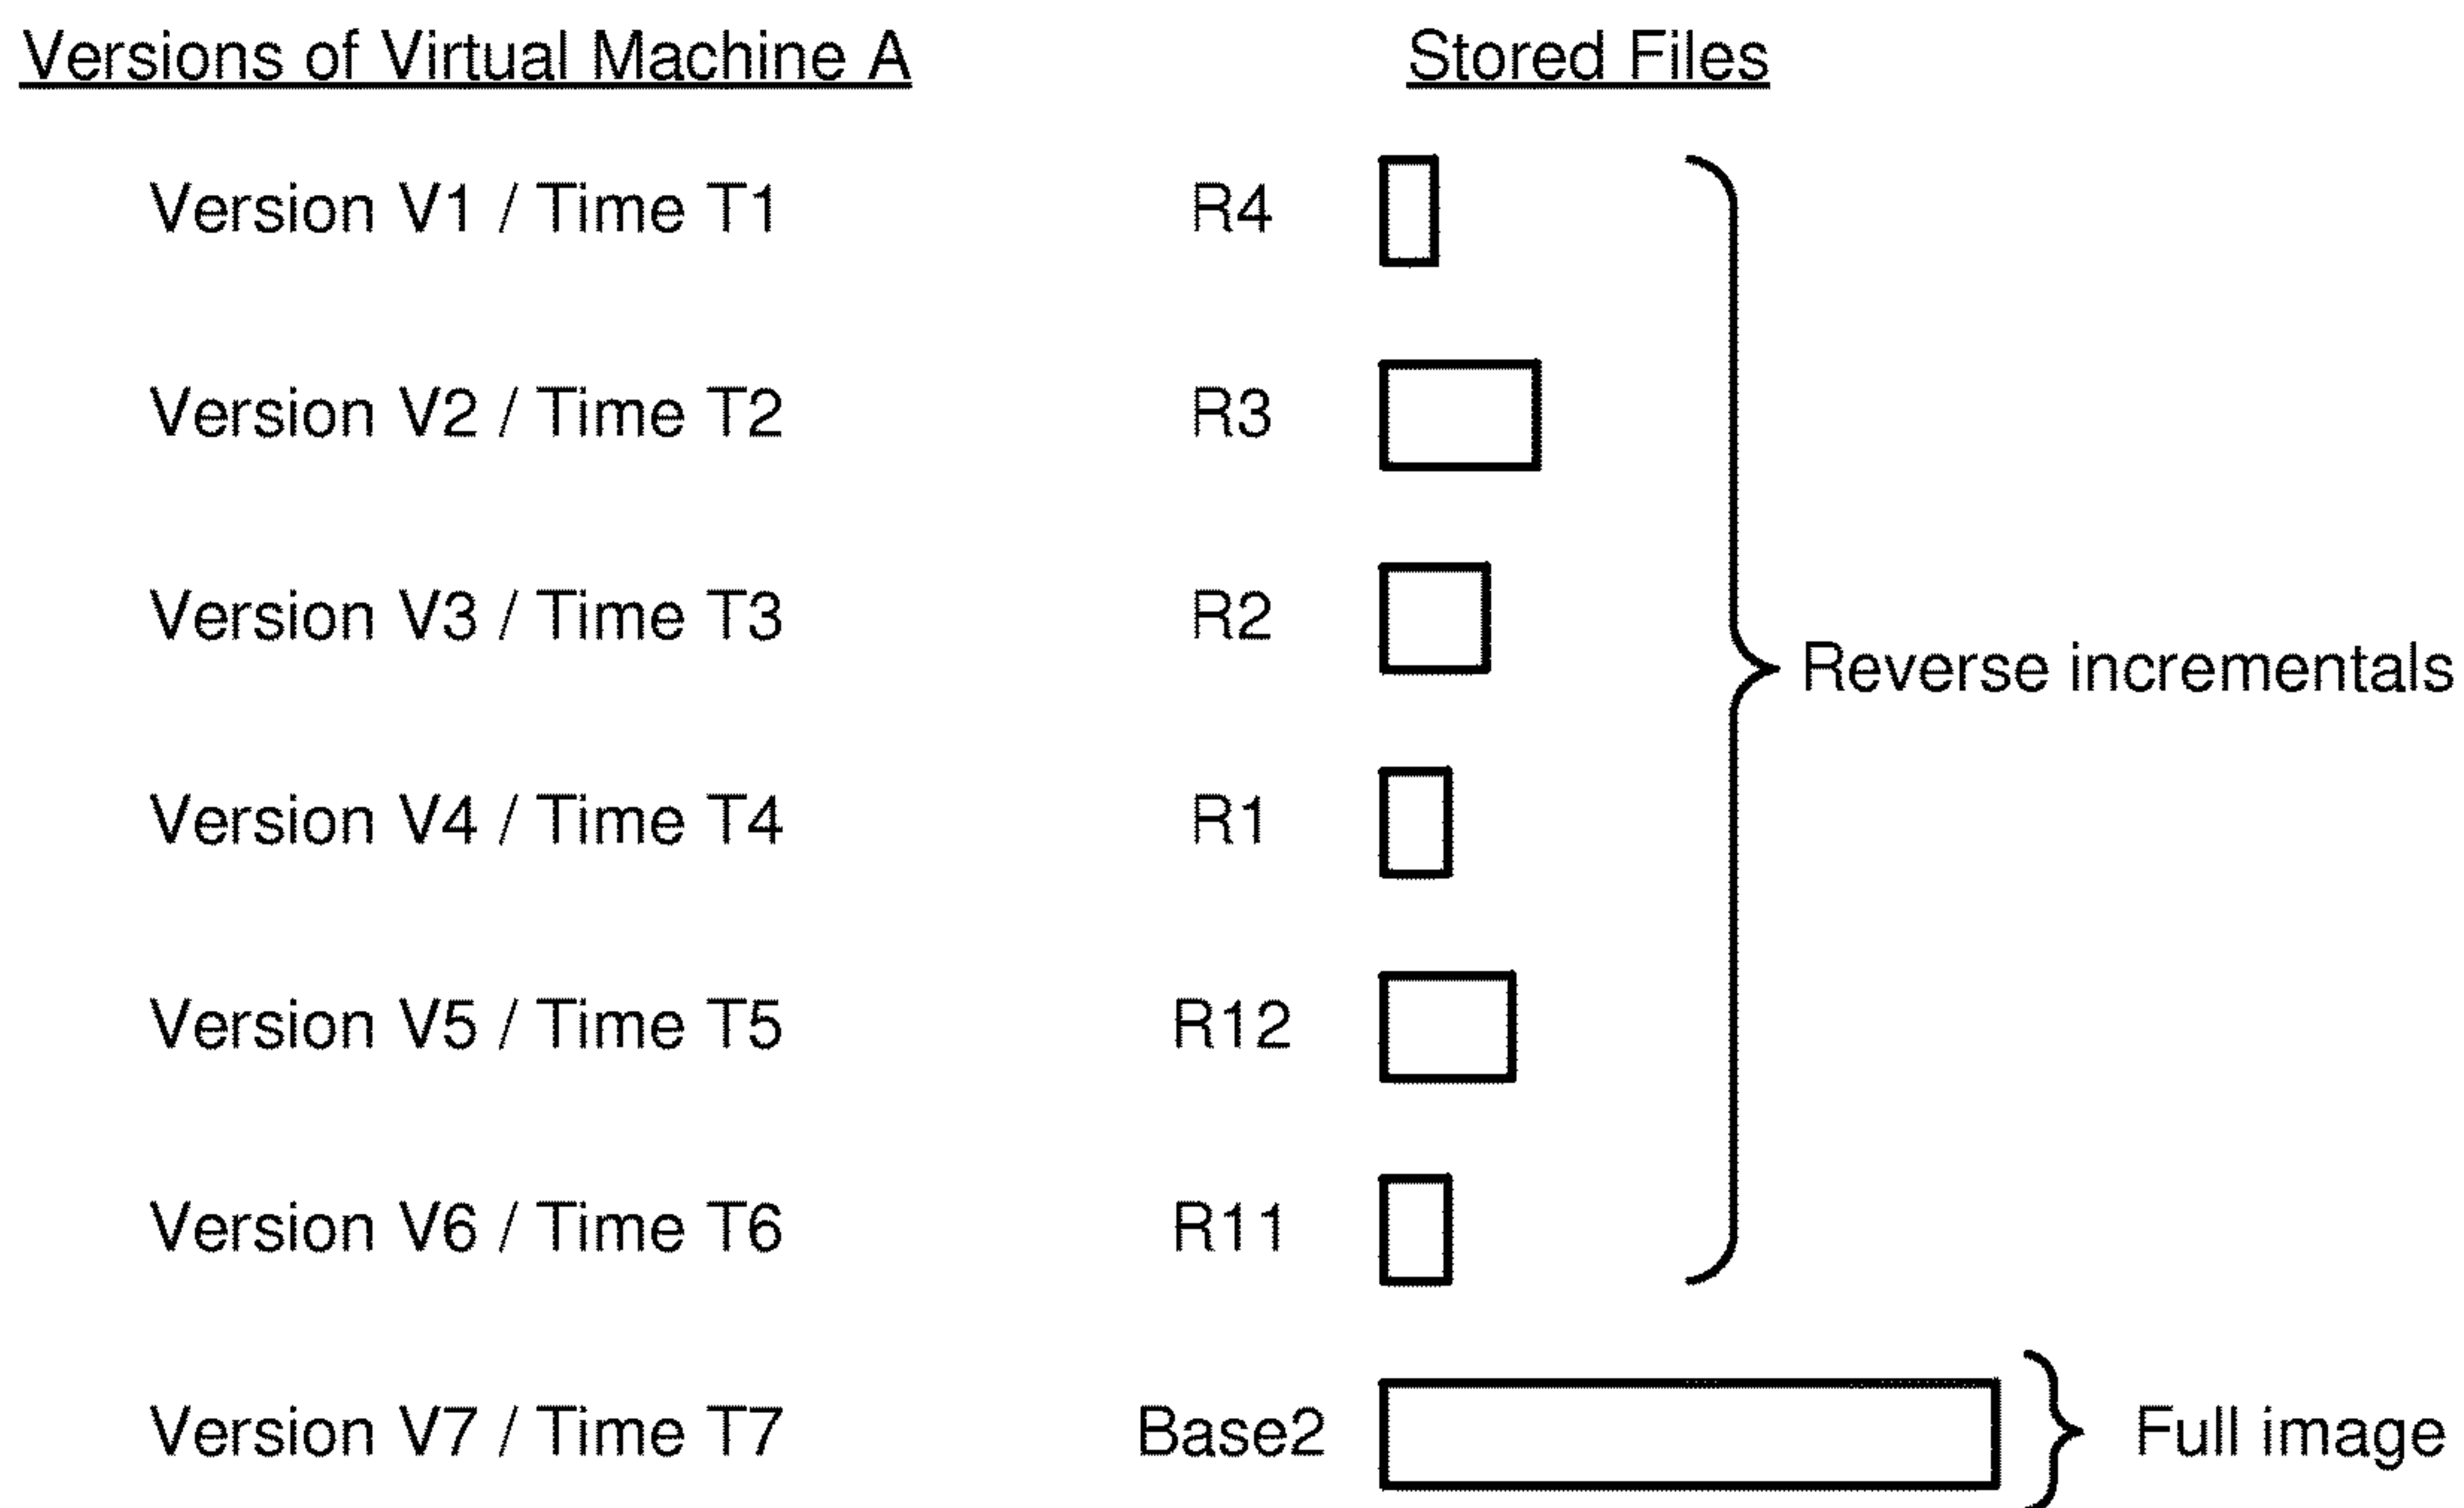 Versions of Virtual Machine A Stored Files
Version V1 / Time T1 R4
Version V2 / Time T2 R3
Version V3 / Time T3 R2
Reverse incrementals
Version V4 / Time T4 R1
Version V5 / Time T5 R12
Version V6 / Time T6 R11
Version V7 / Time T7 Base2 Full image